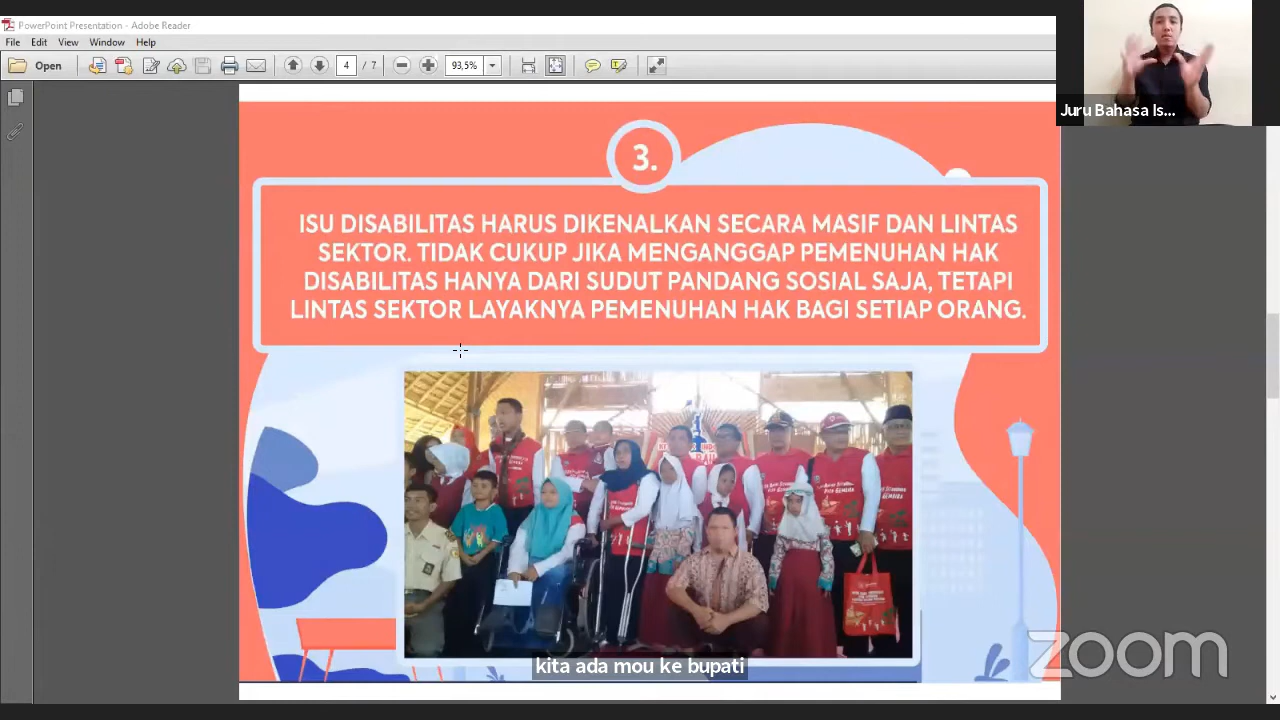 PowerPoint Presentation - Adobe Reader
File Edit View Window Help
Open 4 / 7 93,5%
Juru Bahasa Is...
3.
ISU DISABILITAS HARUS DIKENALKAN SECARA MASIF DAN LINTAS
SEKTOR. TIDAK CUKUP JIKA MENGANGGAP PEMENUHAN HAK
DISABILITAS HANYA DARI SUDUT PANDANG SOSIAL SAJA, TETAPI
LINTAS SEKTOR LAYAKNYA PEMENUHAN HAK BAGI SETIAP ORANG.
kita ada mou ke bupati
zoom